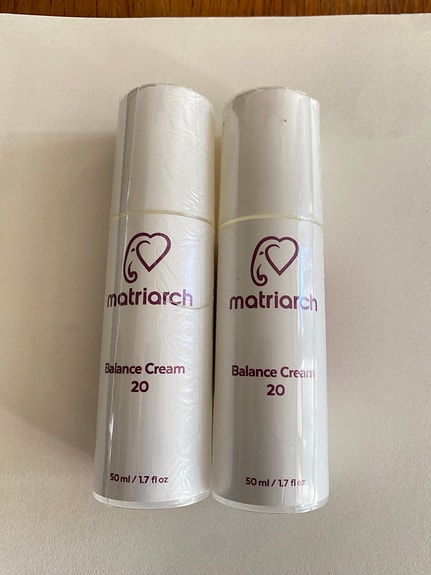 matriarch
Balance Cream
20
50 ml / 1.7 fl oz
matriarch
Balance Cream
20
50 ml / 1.7 fl oz